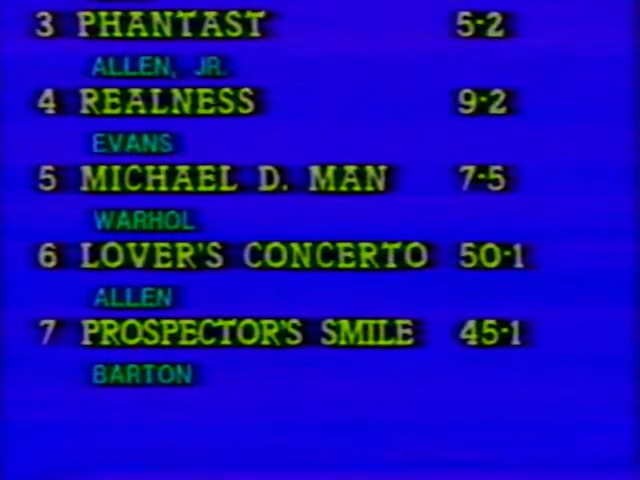 3 PHANTAST 5-2
ALLEN, JR.
4 REALNESS 9-2
EVANS
5 MICHAEL D. MAN 7-5
WARHOL
6 LOVER'S CONCERTO 50-1
ALLEN
7 PROSPECTOR'S SMILE 45-1
BARTON